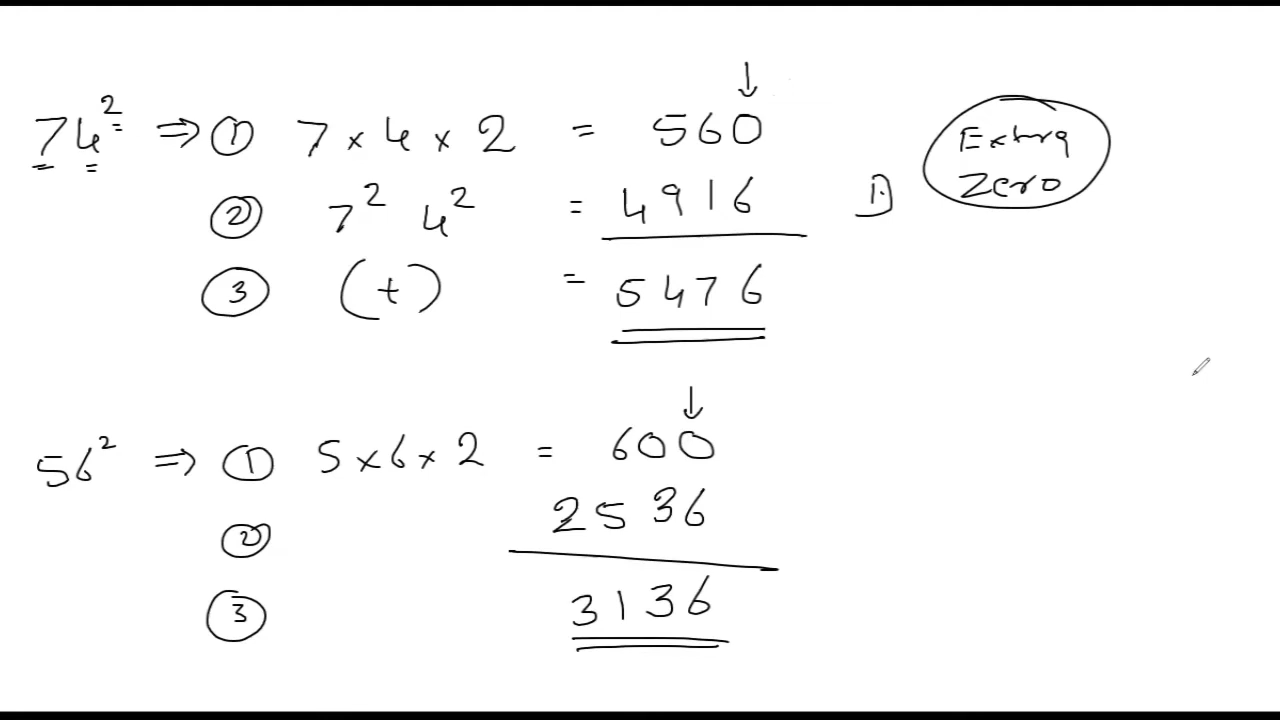 ↓
74² ⇒ ① 7 × 4 × 2 = 560
Extra
Zero
② 7² 4² = 4916
③ (+) = 5476
↓
56² ⇒ ① 5 × 6 × 2 = 600
② 2536
③ 3136